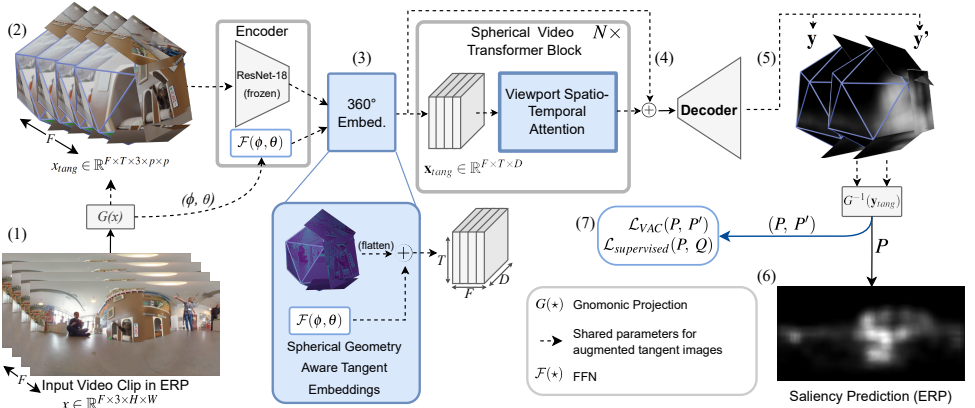 (2)
F
x_tang ∈ ℝ^{F×T×3×p×p}
G(x)
(ϕ, θ)
(1)
F
Input Video Clip in ERP
x ∈ ℝ^{F×3×H×W}
Encoder
ResNet-18
(frozen)
ℱ(ϕ, θ)
(3)
360°
Embed.
(flatten)
ℱ(ϕ, θ)
Spherical Geometry
Aware Tangent
Embeddings
T
F
D
Spherical Video
Transformer Block
N×
Viewport Spatio-
Temporal
Attention
x_tang ∈ ℝ^{F×T×D}
(4)
Decoder
(5)
y
y'
G⁻¹(y_tang)
(P, P′)
P
(7)
ℒ_VAC(P, P′)
ℒ_supervised(P, Q)
G(⋆) Gnomonic Projection
Shared parameters for
augmented tangent images
ℱ(⋆) FFN
(6)
Saliency Prediction (ERP)